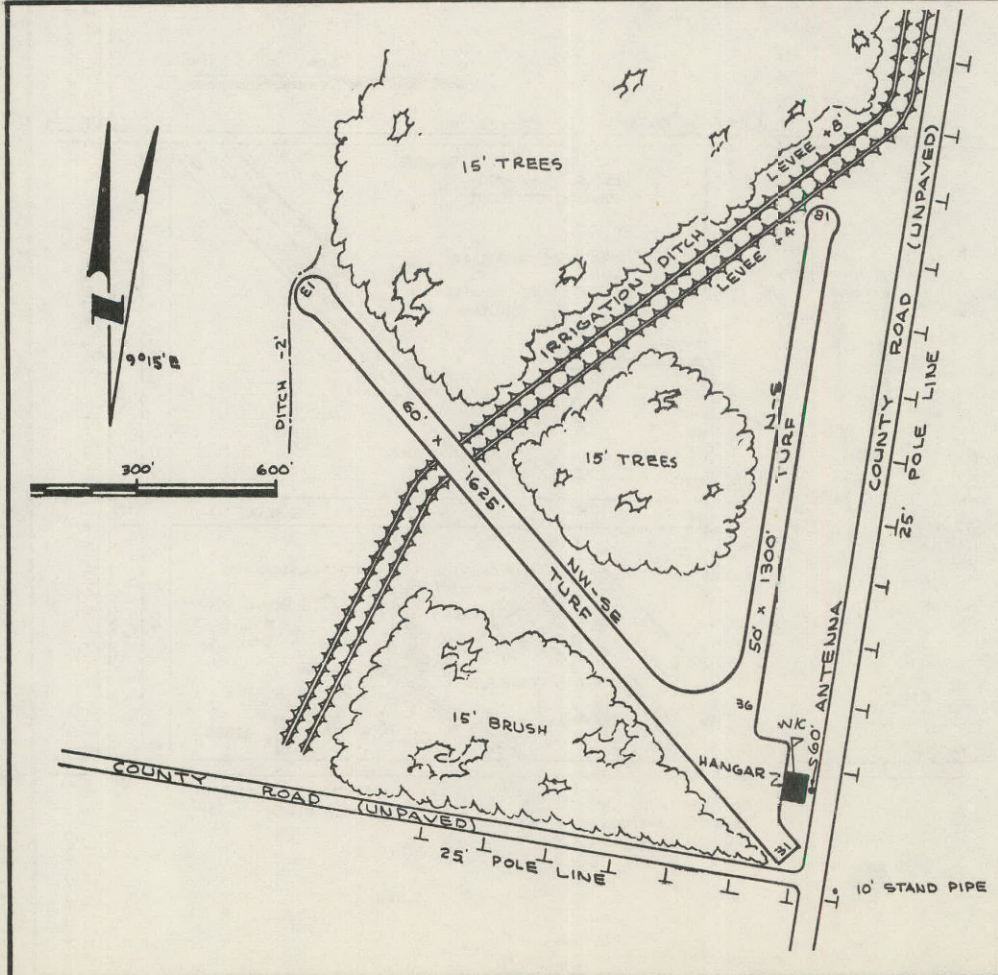 15' TREES
LEVEE +8'
IRRIGATION DITCH
LEVEE +4'
18
COUNTY ROAD (UNPAVED)
13
N
9°15'E
DITCH -2'
300' 600'
60' x 1625'
NW-SE
TURF
15' TREES
N-S
TURF
50' x 1300'
25' POLE LINE
ANTENNA
36
HANGAR
15' BRUSH
COUNTY ROAD (UNPAVED)
25' POLE LINE
31
10' STAND PIPE